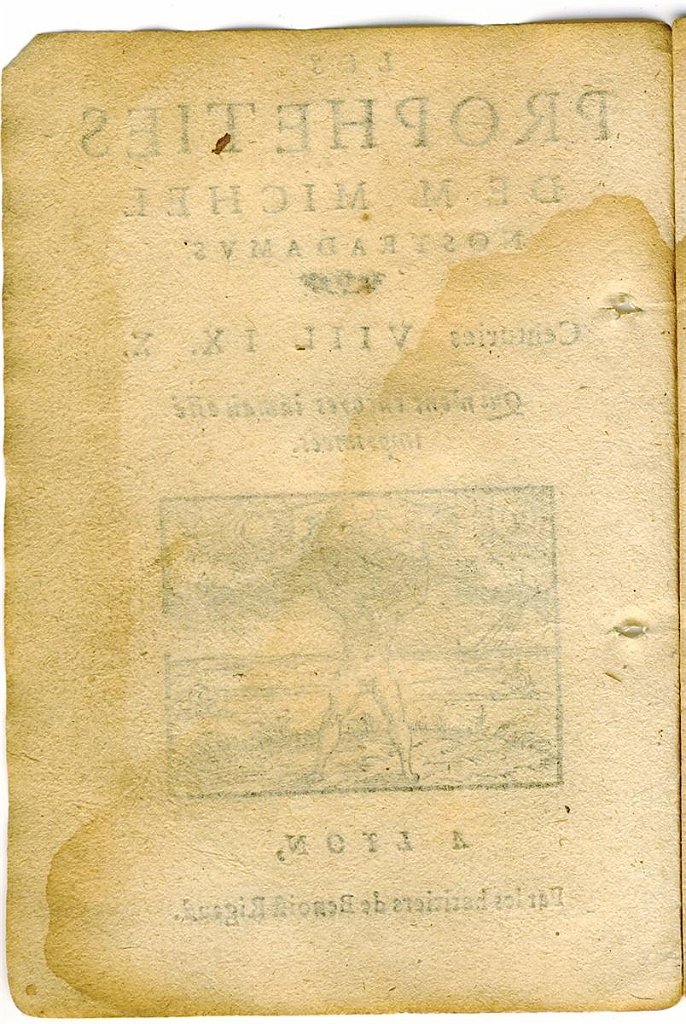 LES
PROPHETIES
DE M. MICHEL
NOSTRADAMVS
Centuries VIII. IX. X.
Qui n'ont encores iamais esté
imprimees.
A LYON,
Par les heritiers de Benoist Rigaud.